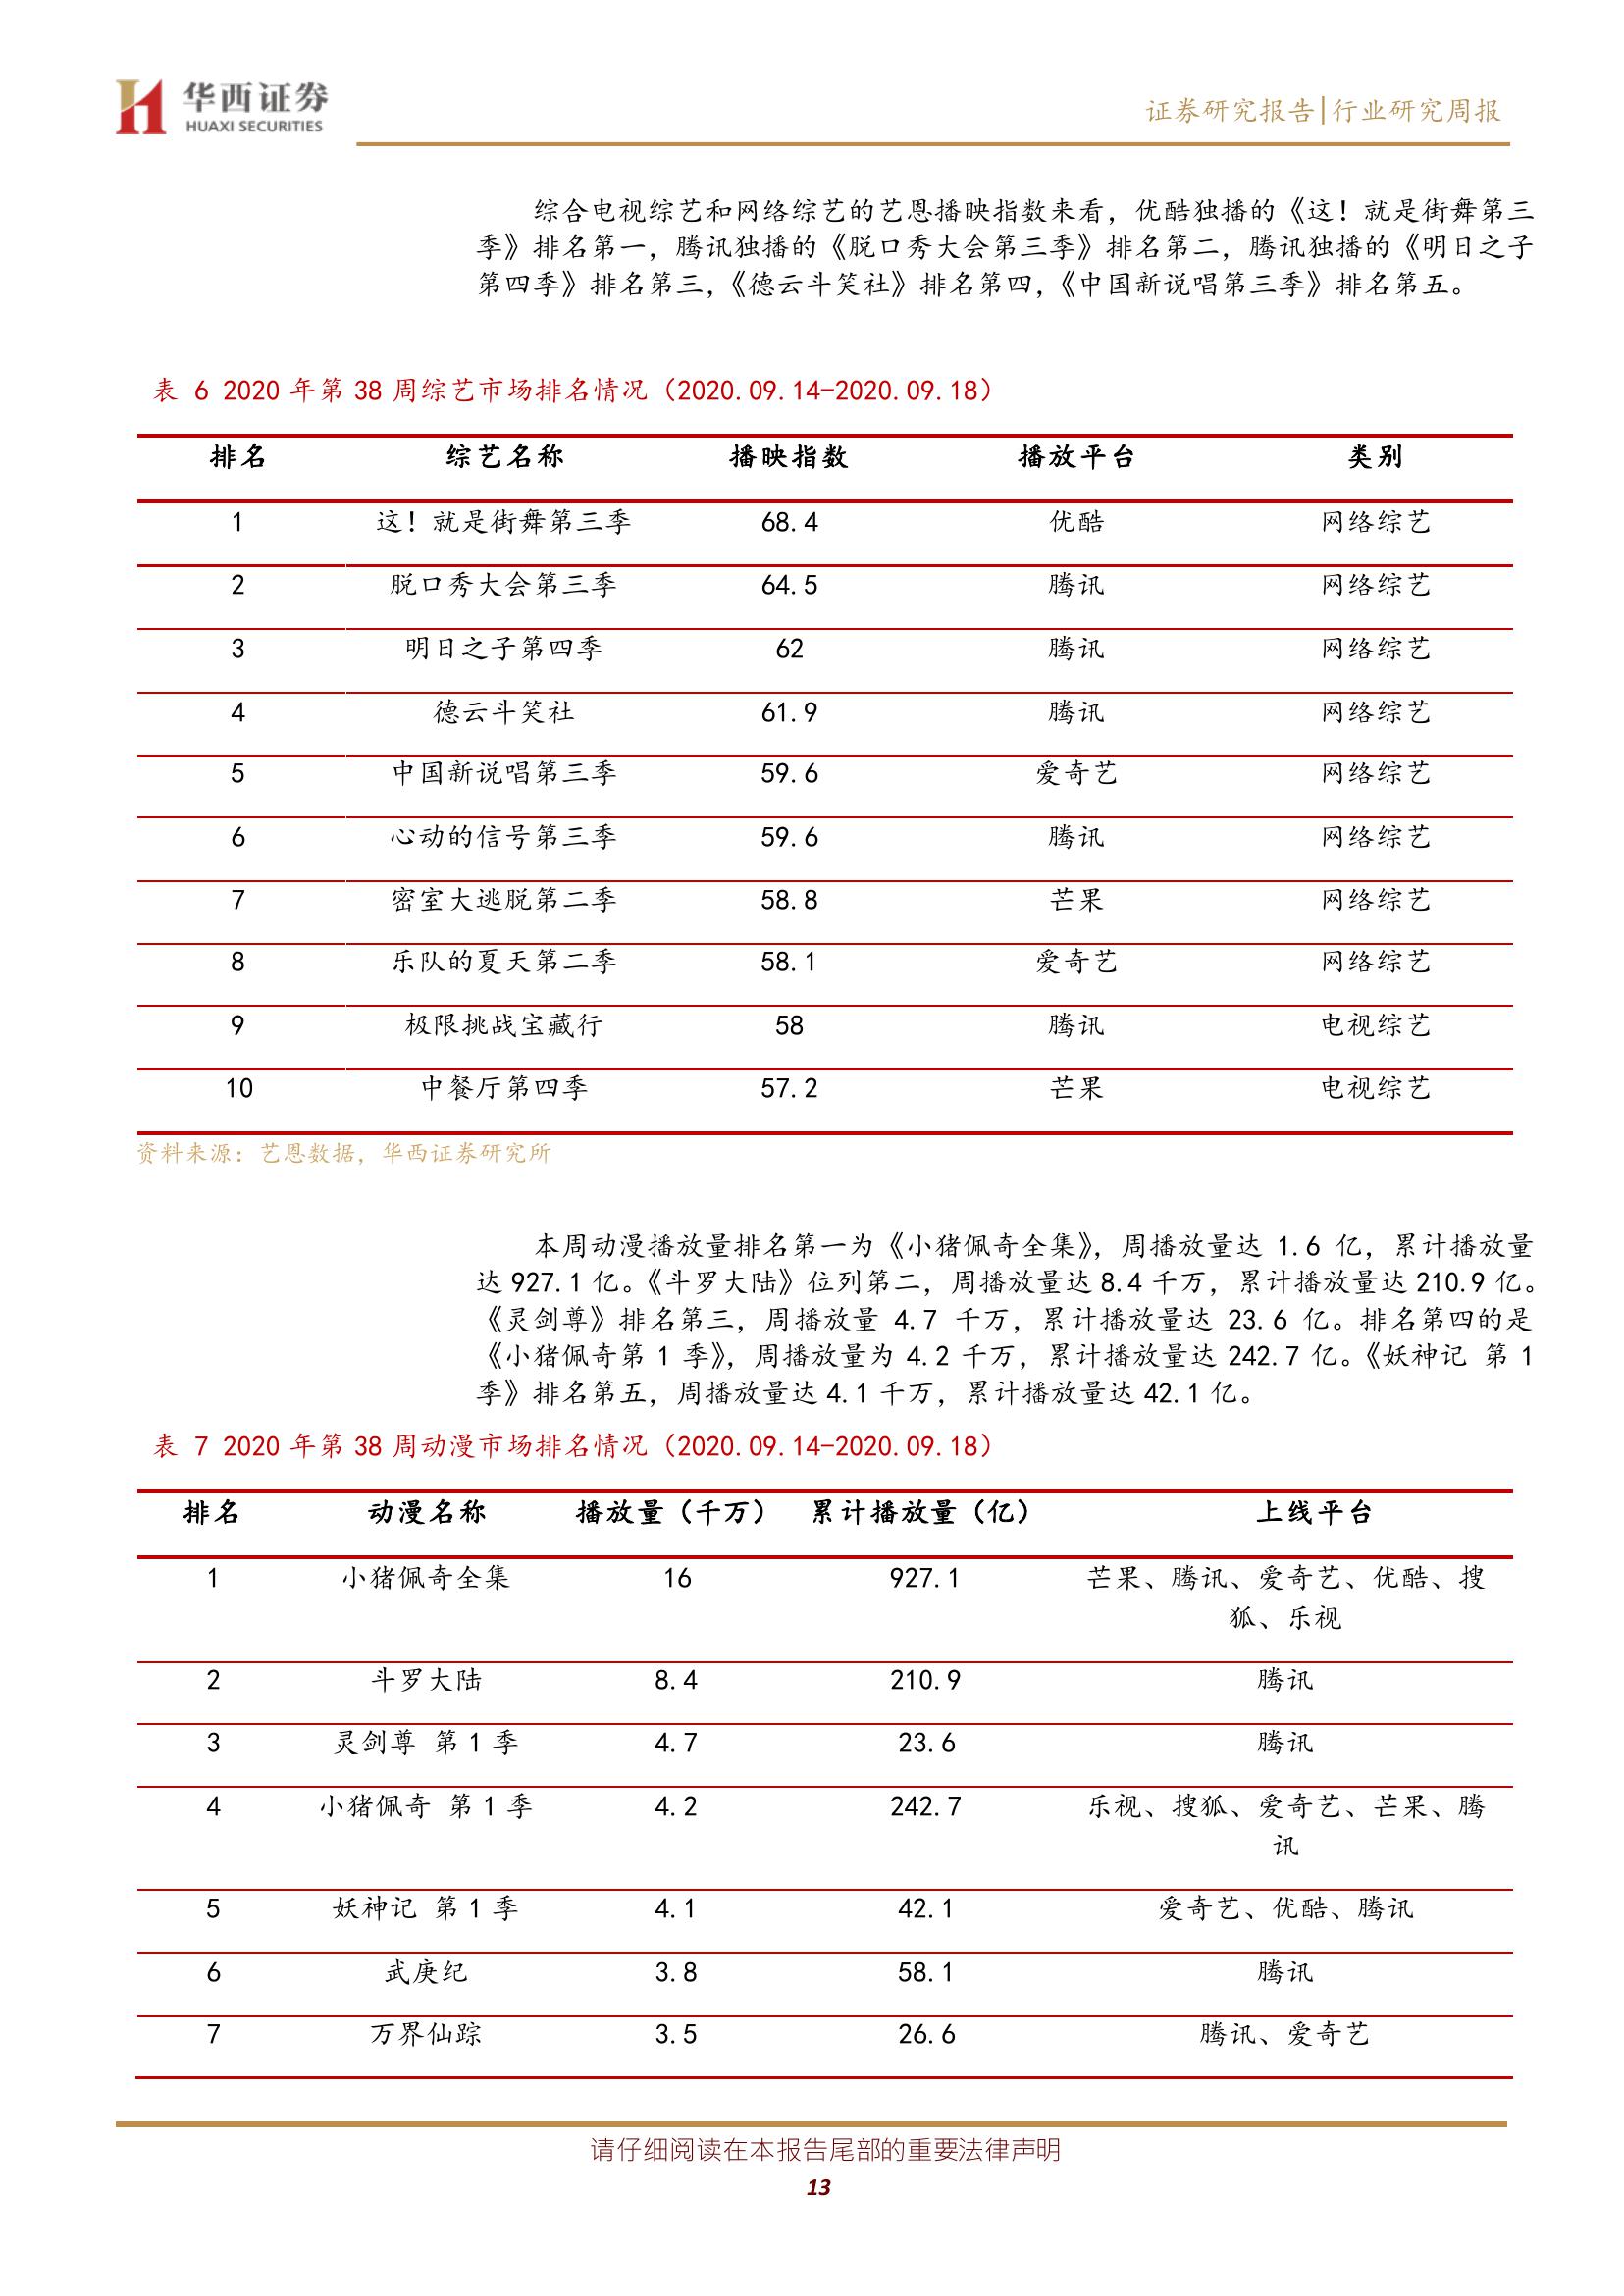 华西证券
HUAXI SECURITIES
证券研究报告|行业研究周报
综合电视综艺和网络综艺的艺恩播映指数来看，优酷独播的《这！就是街舞第三
季》排名第一，腾讯独播的《脱口秀大会第三季》排名第二，腾讯独播的《明日之子
第四季》排名第三，《德云斗笑社》排名第四，《中国新说唱第三季》排名第五。
表 6 2020 年第 38 周综艺市场排名情况（2020.09.14-2020.09.18）
排名 综艺名称 播映指数 播放平台 类别
1 这！就是街舞第三季 68.4 优酷 网络综艺
2 脱口秀大会第三季 64.5 腾讯 网络综艺
3 明日之子第四季 62 腾讯 网络综艺
4 德云斗笑社 61.9 腾讯 网络综艺
5 中国新说唱第三季 59.6 爱奇艺 网络综艺
6 心动的信号第三季 59.6 腾讯 网络综艺
7 密室大逃脱第二季 58.8 芒果 网络综艺
8 乐队的夏天第二季 58.1 爱奇艺 网络综艺
9 极限挑战宝藏行 58 腾讯 电视综艺
10 中餐厅第四季 57.2 芒果 电视综艺
资料来源：艺恩数据，华西证券研究所
本周动漫播放量排名第一为《小猪佩奇全集》，周播放量达 1.6 亿，累计播放量
达 927.1 亿。《斗罗大陆》位列第二，周播放量达 8.4 千万，累计播放量达 210.9 亿。
《灵剑尊》排名第三，周播放量 4.7 千万，累计播放量达 23.6 亿。排名第四的是
《小猪佩奇第 1 季》，周播放量为 4.2 千万，累计播放量达 242.7 亿。《妖神记 第 1
季》排名第五，周播放量达 4.1 千万，累计播放量达 42.1 亿。
表 7 2020 年第 38 周动漫市场排名情况（2020.09.14-2020.09.18）
排名 动漫名称 播放量（千万） 累计播放量（亿） 上线平台
1 小猪佩奇全集 16 927.1 芒果、腾讯、爱奇艺、优酷、搜
狐、乐视
2 斗罗大陆 8.4 210.9 腾讯
3 灵剑尊 第 1 季 4.7 23.6 腾讯
4 小猪佩奇 第 1 季 4.2 242.7 乐视、搜狐、爱奇艺、芒果、腾
讯
5 妖神记 第 1 季 4.1 42.1 爱奇艺、优酷、腾讯
6 武庚纪 3.8 58.1 腾讯
7 万界仙踪 3.5 26.6 腾讯、爱奇艺
请仔细阅读在本报告尾部的重要法律声明
13